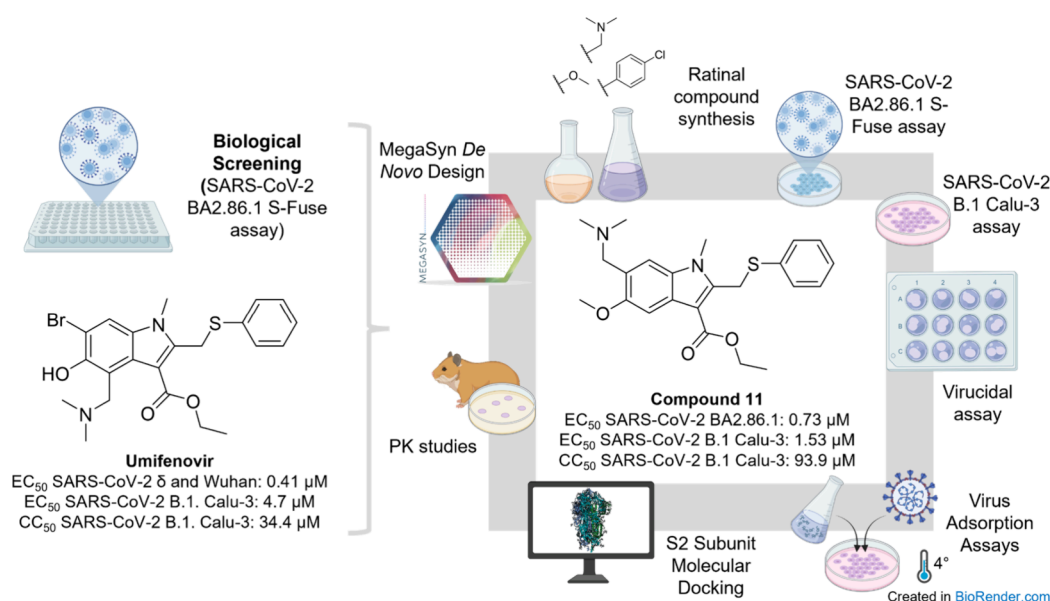 Biological
Screening
(SARS-CoV-2
BA2.86.1 S-Fuse
assay)
Br
N
S
HO
N
O
O
Umifenovir
EC50 SARS-CoV-2 δ and Wuhan: 0.41 µM
EC50 SARS-CoV-2 B.1. Calu-3: 4.7 µM
CC50 SARS-CoV-2 B.1. Calu-3: 34.4 µM
MegaSyn De
Novo Design
MEGASYN
PK studies
N
O
Cl
Ratinal
compound
synthesis
SARS-CoV-2
BA2.86.1 S-
Fuse assay
SARS-CoV-2
B.1 Calu-3
assay
1 2 3 4
A
B
C
Virucidal
assay
N
N
S
O
O
O
Compound 11
EC50 SARS-CoV-2 BA2.86.1: 0.73 µM
EC50 SARS-CoV-2 B.1 Calu-3: 1.53 µM
CC50 SARS-CoV-2 B.1 Calu-3: 93.9 µM
S2 Subunit
Molecular
Docking
Virus
Adsorption
Assays
4°
Created in BioRender.com